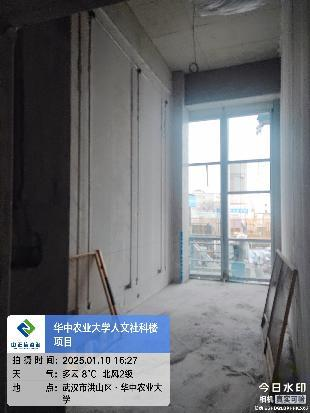 华中农业大学人文社科楼
项目
拍摄时间：2025.01.10 16:27
天气：多云 8℃ 北风2级
地点：武汉市洪山区·华中农业大
学
今日水印
相机